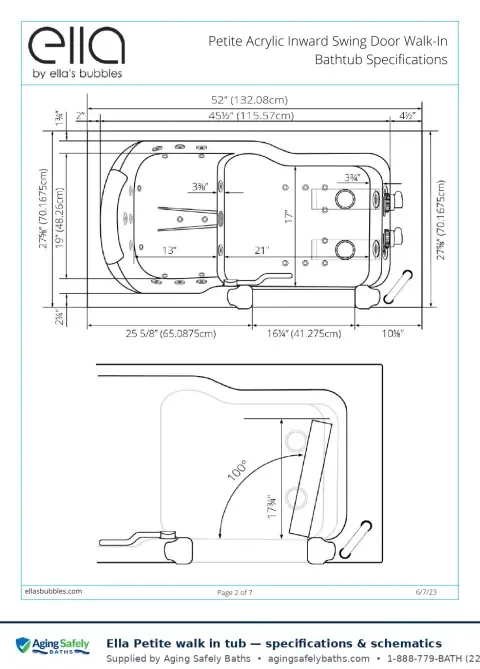 ella
by ella's bubbles
Petite Acrylic Inward Swing Door Walk-In
Bathtub Specifications
52" (132.08cm)
2"
45½" (115.57cm)
4½"
1¾"
27⅝" (70.1675cm)
19" (48.26cm)
2¼"
3⅜"
3¾"
17"
13"
21"
27⅝" (70.1675cm)
25 5/8" (65.0875cm)
16¼" (41.275cm)
10⅛"
100°
17¾"
ellasbubbles.com
Page 2 of 7
6/7/23
Aging Safely
BATHS
Ella Petite walk in tub — specifications & schematics
Supplied by Aging Safely Baths • agingsafelybaths.com • 1-888-779-BATH (22